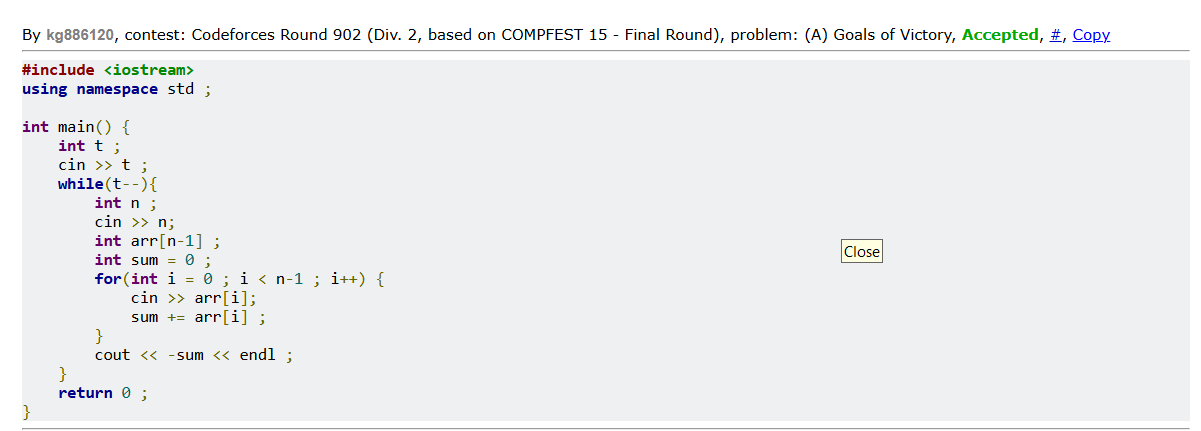 By kg886120, contest: Codeforces Round 902 (Div. 2, based on COMPFEST 15 - Final Round), problem: (A) Goals of Victory, Accepted, #, Copy
#include <iostream>
using namespace std ;

int main() {
    int t ;
    cin >> t ;
    while(t--){
        int n ;
        cin >> n;
        int arr[n-1] ;
        int sum = 0 ;
        for(int i = 0 ; i < n-1 ; i++) {
            cin >> arr[i];
            sum += arr[i] ;
        }
        cout << -sum << endl ;
    }
    return 0 ;
}
Close